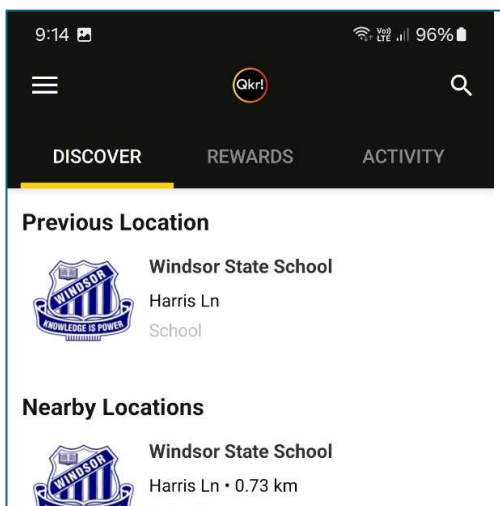 9:14 VoLTE 96%
Qkr!
DISCOVER REWARDS ACTIVITY
Previous Location
WINDSOR
KNOWLEDGE IS POWER
Windsor State School
Harris Ln
School
Nearby Locations
WINDSOR
Windsor State School
Harris Ln • 0.73 km